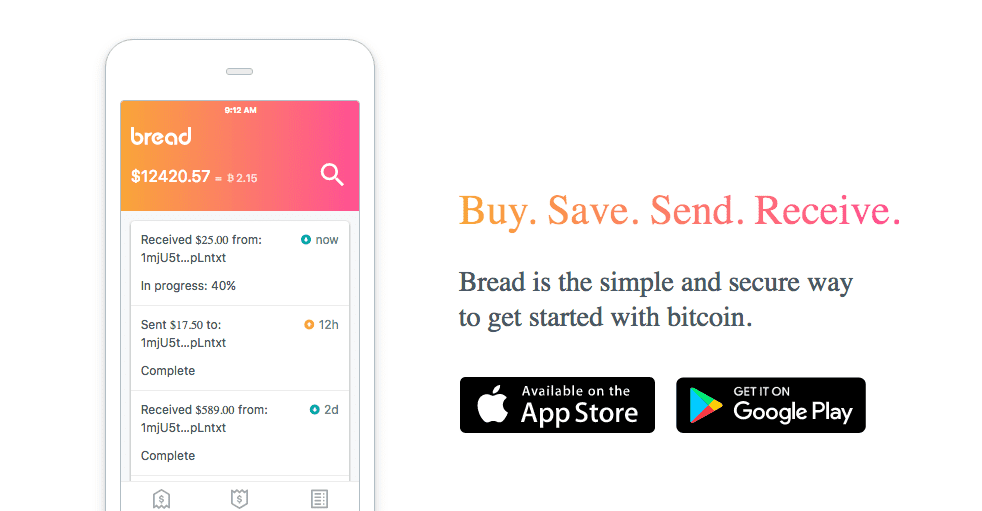 9:12 AM
bread
$12420.57 = ₿ 2.15
Received $25.00 from: now
1mjU5t...pLntxt
In progress: 40%
Sent $17.50 to: 12h
1mjU5t...pLntxt
Complete
Received $589.00 from: 2d
1mjU5t...pLntxt
Complete
$ $
Buy. Save. Send. Receive.
Bread is the simple and secure way
to get started with bitcoin.
Available on the
App Store
GET IT ON
Google Play